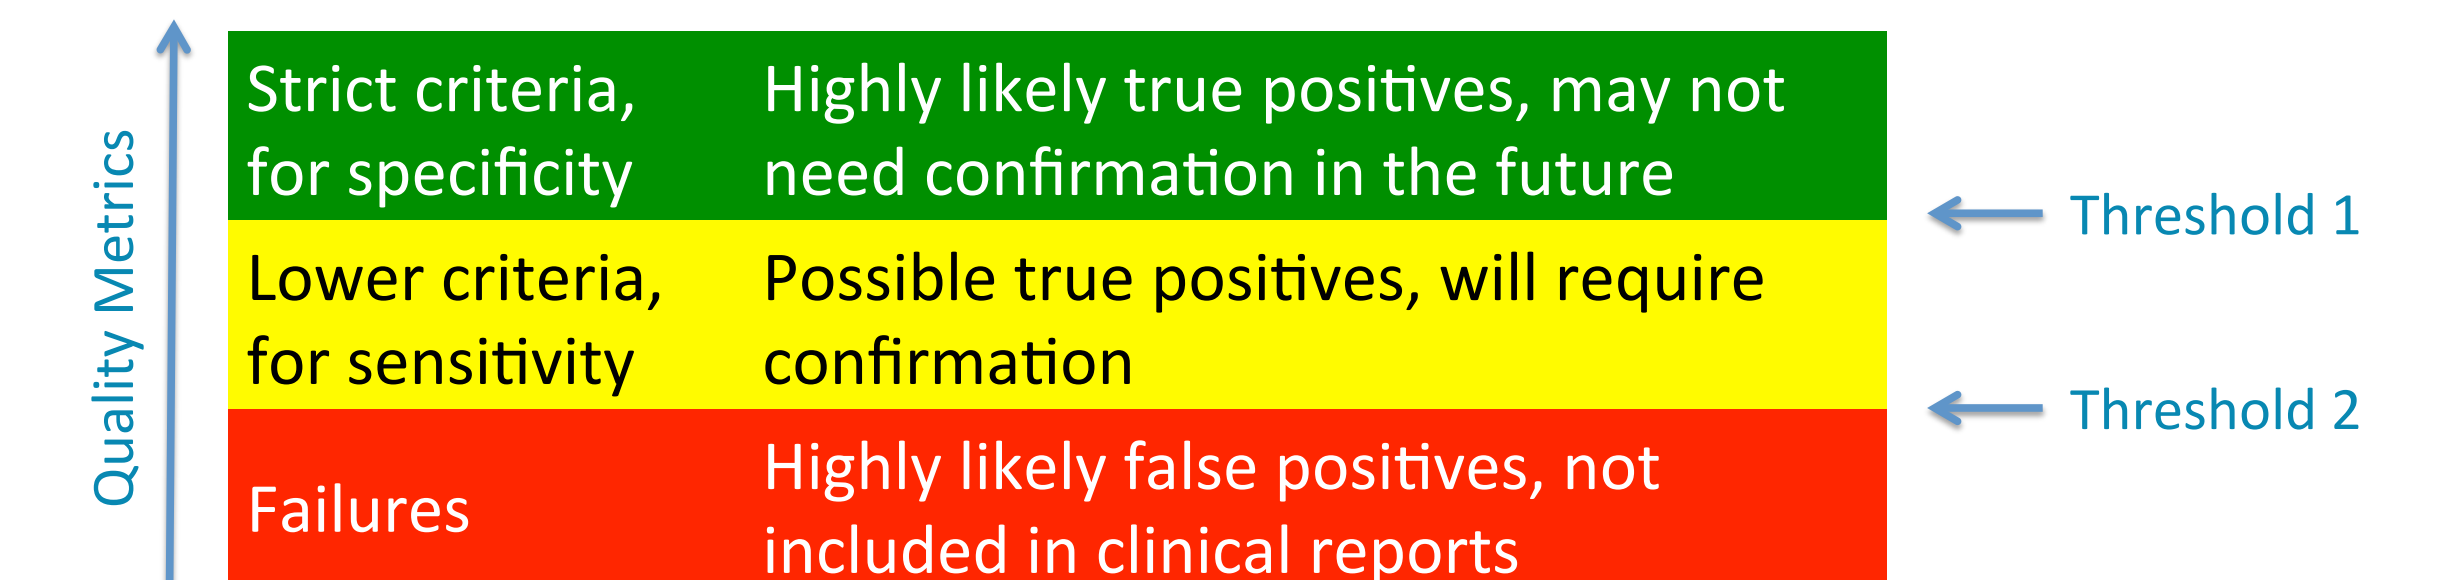 Quality Metrics
Strict criteria,
for specificity
Highly likely true positives, may not
need confirmation in the future
Threshold 1
Lower criteria,
for sensitivity
Possible true positives, will require
confirmation
Threshold 2
Failures
Highly likely false positives, not
included in clinical reports